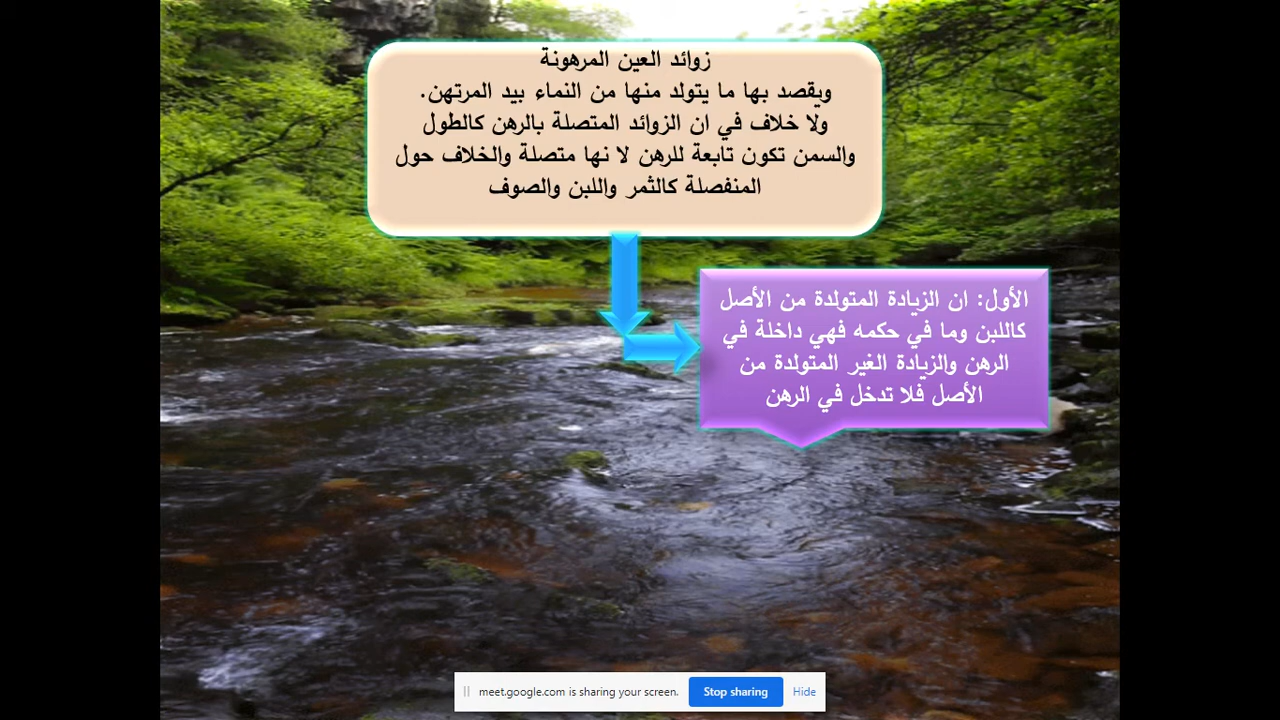 زوائد العين المرهونة
ويقصد بها ما يتولد منها من النماء بيد المرتهن.
ولا خلاف في ان الزوائد المتصلة بالرهن كالطول
والسمن تكون تابعة للرهن لا نها متصلة والخلاف حول
المنفصلة كالثمر واللبن والصوف
الأول: ان الزيادة المتولدة من الأصل
كاللبن وما في حكمه فهي داخلة في
الرهن والزيادة الغير المتولدة من
الأصل فلا تدخل في الرهن
meet.google.com is sharing your screen. Stop sharing Hide